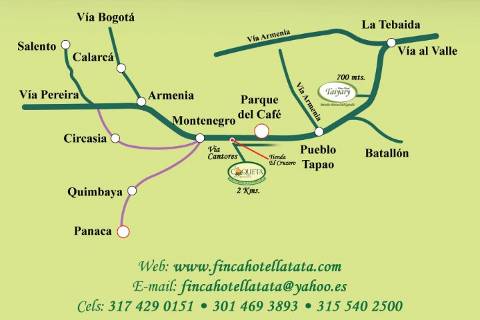 Vía Bogotá
Salento
Calarcá
Vía Pereira
Armenia
Circasia
Montenegro
Quimbaya
Panaca
Vía
Cantores
Parque
del Café
Tienda
El Crucero
COQUETA
2 Kms.
Vía Armenia
Vía Armenia
La Tebaida
Vía al Valle
700 mts.
Taiyary
Pueblo
Tapao
Batallón
Web: www.fincahotellatata.com
E-mail: fincahotellatata@yahoo.es
Cels: 317 429 0151 • 301 469 3893 • 315 540 2500